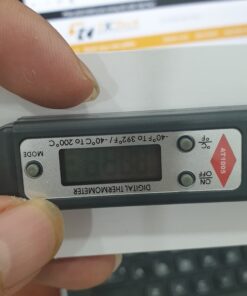 DIGITAL THERMOMETER
ON
OFF
°F/°C
MODE
-40°F To 392°F / -40°C To 200°C